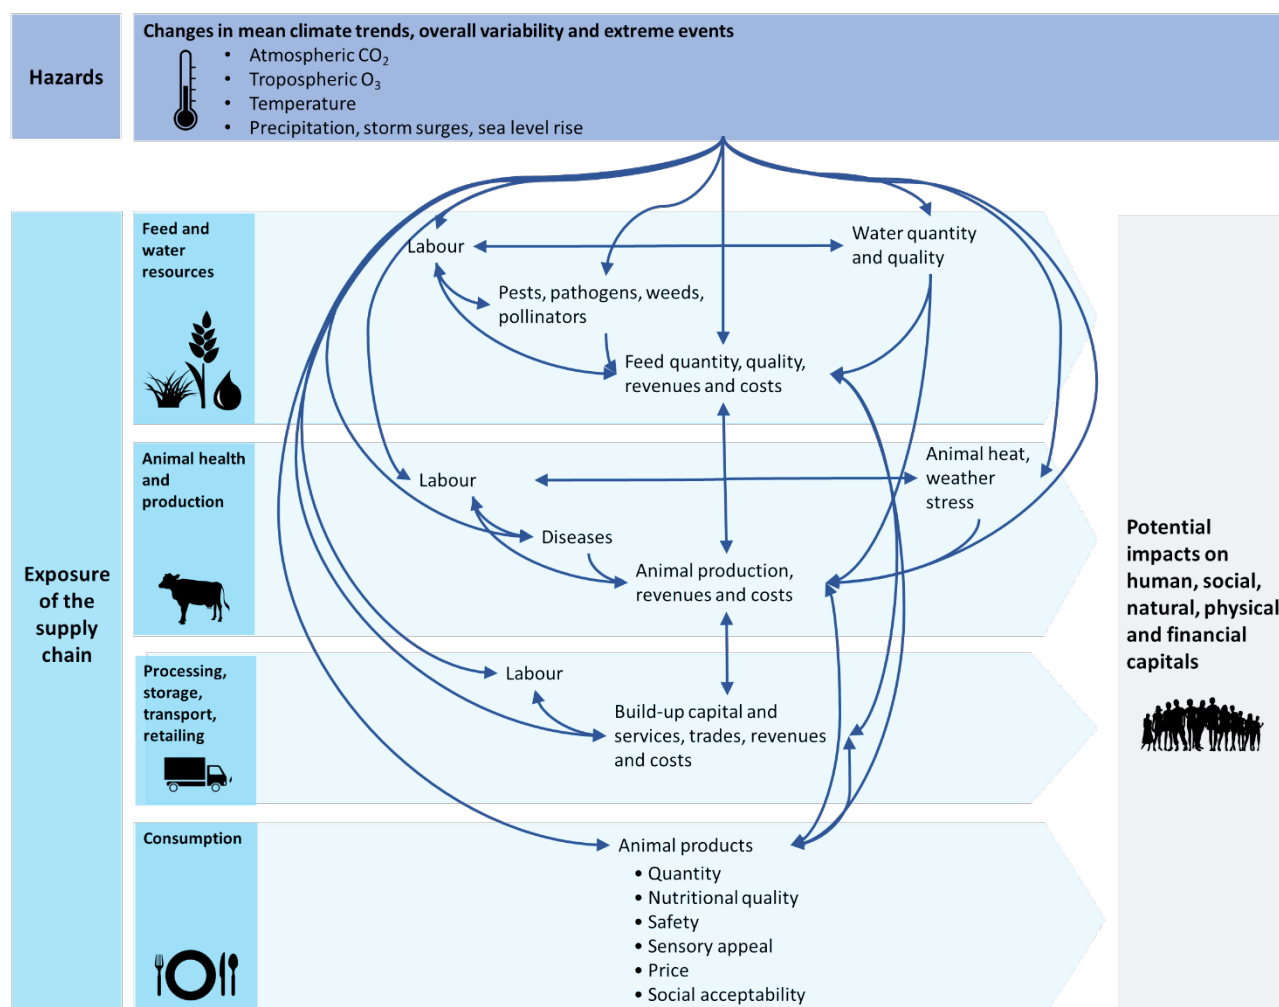 Hazards
Changes in mean climate trends, overall variability and extreme events
• Atmospheric CO₂
• Tropospheric O₃
• Temperature
• Precipitation, storm surges, sea level rise
Exposure
of the
supply
chain
Feed and
water
resources
Labour
Water quantity
and quality
Pests, pathogens, weeds,
pollinators
Feed quantity, quality,
revenues and costs
Animal health
and
production
Labour
Animal heat,
weather
stress
Diseases
Animal production,
revenues and costs
Processing,
storage,
transport,
retailing
Labour
Build-up capital and
services, trades, revenues
and costs
Consumption
Animal products
• Quantity
• Nutritional quality
• Safety
• Sensory appeal
• Price
• Social acceptability
Potential
impacts on
human, social,
natural, physical
and financial
capitals